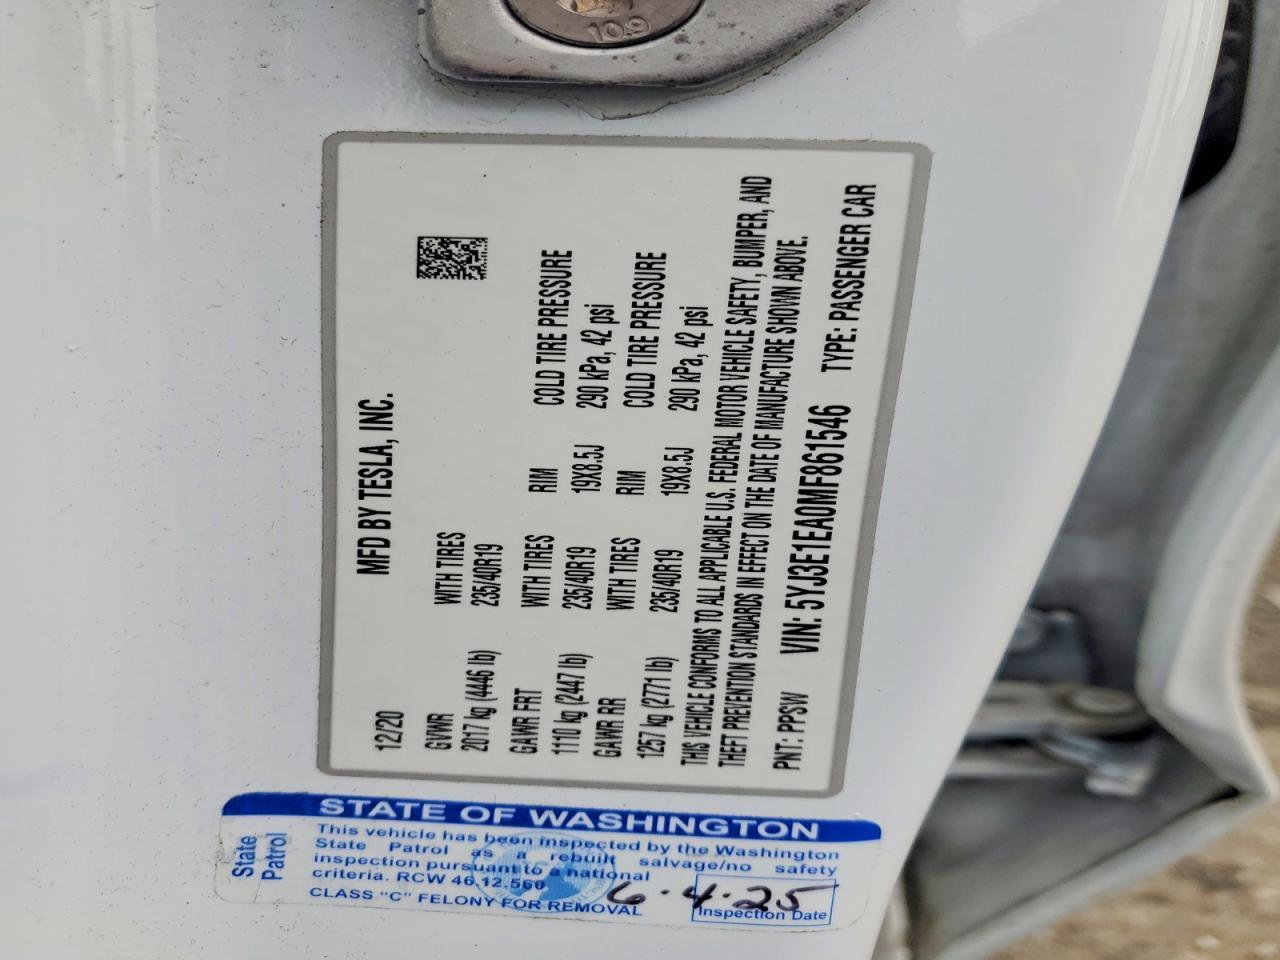 10.9
MFD BY TESLA, INC.
12/20
GVWR
2017 kg (4446 lb)
WITH TIRES
235/40R19
GAWR FRT
1110 kg (2447 lb)
WITH TIRES
235/40R19
RIM
19X8.5J
COLD TIRE PRESSURE
290 kPa, 42 psi
GAWR RR
1257 kg (2771 lb)
WITH TIRES
235/40R19
RIM
19X8.5J
COLD TIRE PRESSURE
290 kPa, 42 psi
THIS VEHICLE CONFORMS TO ALL APPLICABLE U.S. FEDERAL MOTOR VEHICLE SAFETY, BUMPER, AND
THEFT PREVENTION STANDARDS IN EFFECT ON THE DATE OF MANUFACTURE SHOWN ABOVE.
PNT: PPSW VIN: 5YJ3E1EA0MF861546 TYPE: PASSENGER CAR
STATE OF WASHINGTON
State
Patrol
This vehicle has been inspected by the Washington
State Patrol as a rebuilt salvage/no safety
inspection pursuant to a national
criteria. RCW 46.12.560
CLASS "C" FELONY FOR REMOVAL
6.4.25
Inspection Date